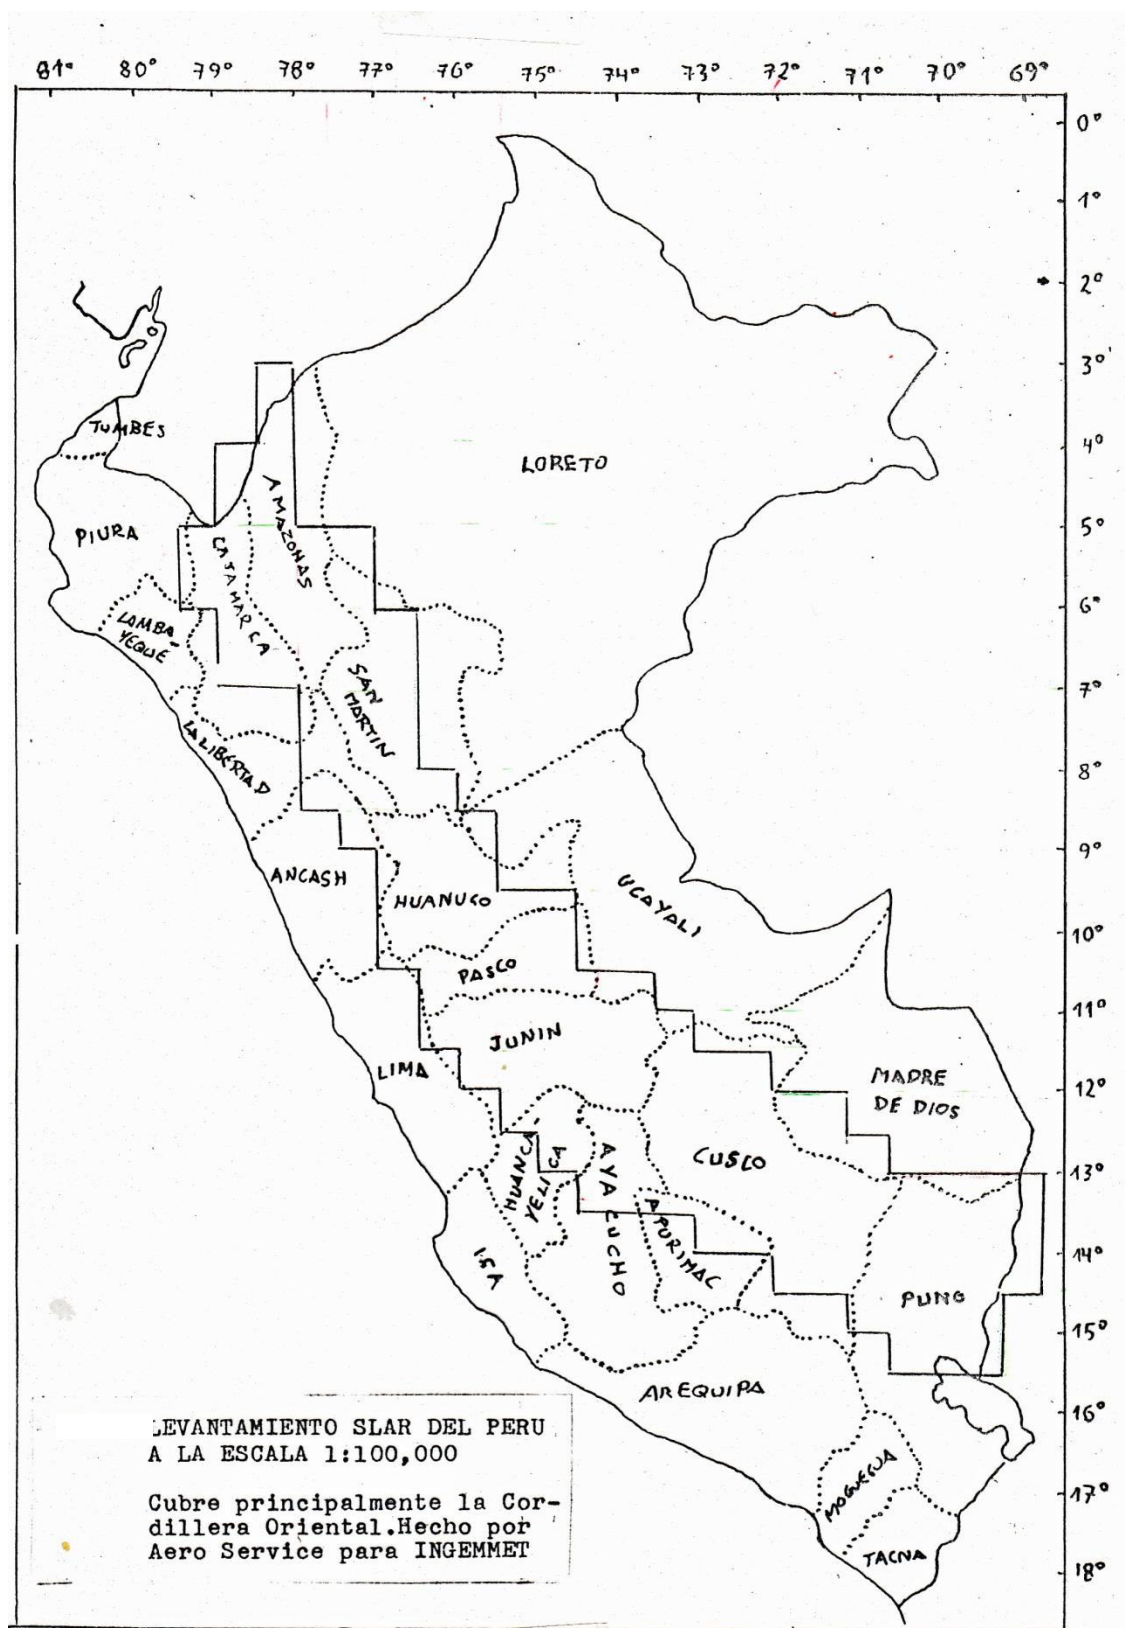 81° 80° 79° 78° 77° 76° 75° 74° 73° 72° 71° 70° 69°
0°
1°
2°
3°
4°
5°
6°
7°
8°
9°
10°
11°
12°
13°
14°
15°
16°
17°
18°
TUMBES
LORETO
PIURA
AMAZONAS
CAJAMARCA
LAMBA-
YEQUE
SAN
MARTIN
LA LIBERTAD
ANCASH
HUANUCO
UCAYALI
PASCO
JUNIN
LIMA
MADRE
DE DIOS
HUANCA-
YELICA
AYACUCHO
CUSCO
APURIMAC
ICA
PUNO
AREQUIPA
MOQUEGUA
TACNA
LEVANTAMIENTO SLAR DEL PERU
A LA ESCALA 1:100,000
Cubre principalmente la Cor-
dillera Oriental.Hecho por
Aero Service para INGEMMET